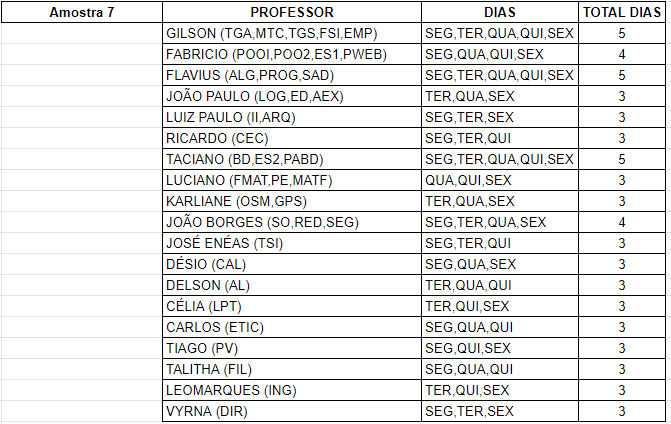 Amostra 7 PROFESSOR DIAS TOTAL DIAS
GILSON (TGA,MTC,TGS,FSI,EMP) SEG,TER,QUA,QUI,SEX 5
FABRICIO (POOI,POO2,ES1,PWEB) SEG,QUA,QUI,SEX 4
FLAVIUS (ALG,PROG,SAD) SEG,TER,QUA,QUI,SEX 5
JOÃO PAULO (LOG,ED,AEX) TER,QUA,SEX 3
LUIZ PAULO (II,ARQ) SEG,TER,SEX 3
RICARDO (CEC) SEG,TER,QUI 3
TACIANO (BD,ES2,PABD) SEG,TER,QUA,QUI,SEX 5
LUCIANO (FMAT,PE,MATF) QUA,QUI,SEX 3
KARLIANE (OSM,GPS) TER,QUA,SEX 3
JOÃO BORGES (SO,RED,SEG) SEG,TER,QUA,SEX 4
JOSÉ ENÉAS (TSI) SEG,TER,QUI 3
DÉSIO (CAL) SEG,QUA,SEX 3
DELSON (AL) TER,QUA,QUI 3
CÉLIA (LPT) TER,QUI,SEX 3
CARLOS (ETIC) SEG,QUA,QUI 3
TIAGO (PV) SEG,QUI,SEX 3
TALITHA (FIL) SEG,QUA,QUI 3
LEOMARQUES (ING) TER,QUI,SEX 3
VYRNA (DIR) SEG,TER,SEX 3